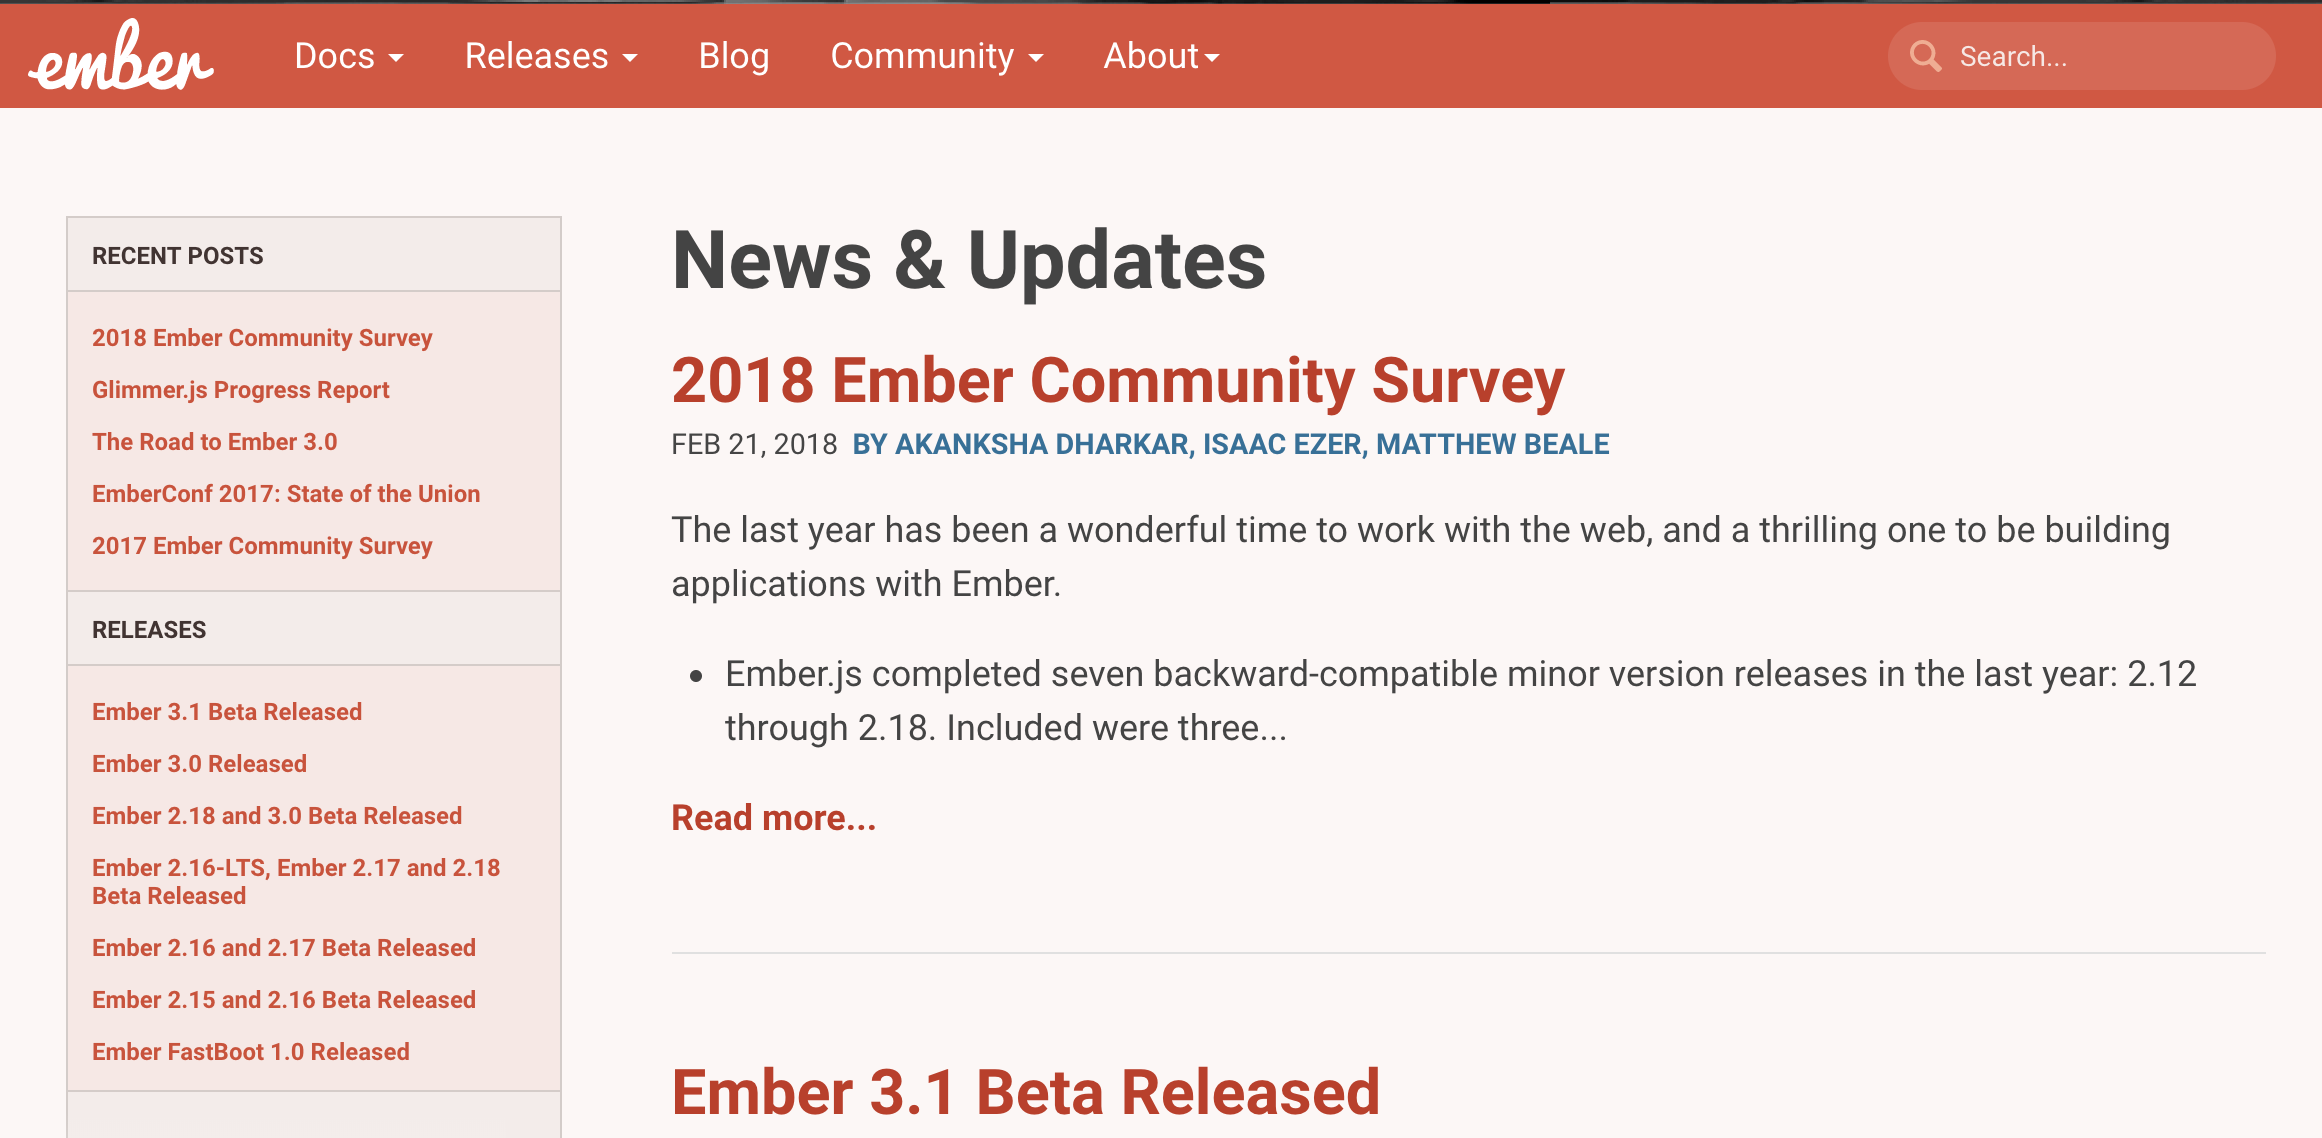 ember
Docs
Releases
Blog
Community
About
Search...
RECENT POSTS
2018 Ember Community Survey
Glimmer.js Progress Report
The Road to Ember 3.0
EmberConf 2017: State of the Union
2017 Ember Community Survey
RELEASES
Ember 3.1 Beta Released
Ember 3.0 Released
Ember 2.18 and 3.0 Beta Released
Ember 2.16-LTS, Ember 2.17 and 2.18
Beta Released
Ember 2.16 and 2.17 Beta Released
Ember 2.15 and 2.16 Beta Released
Ember FastBoot 1.0 Released
News & Updates
2018 Ember Community Survey
FEB 21, 2018 BY AKANKSHA DHARKAR, ISAAC EZER, MATTHEW BEALE
The last year has been a wonderful time to work with the web, and a thrilling one to be building
applications with Ember.
• Ember.js completed seven backward-compatible minor version releases in the last year: 2.12
through 2.18. Included were three...
Read more...
Ember 3.1 Beta Released